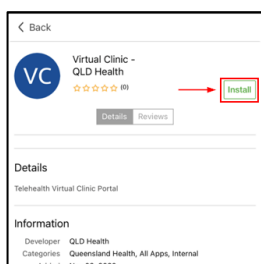 Back
VC
Virtual Clinic -
QLD Health
(0)
Install
Details Reviews
Details
Telehealth Virtual Clinic Portal
Information
Developer QLD Health
Categories Queensland Health, All Apps, Internal